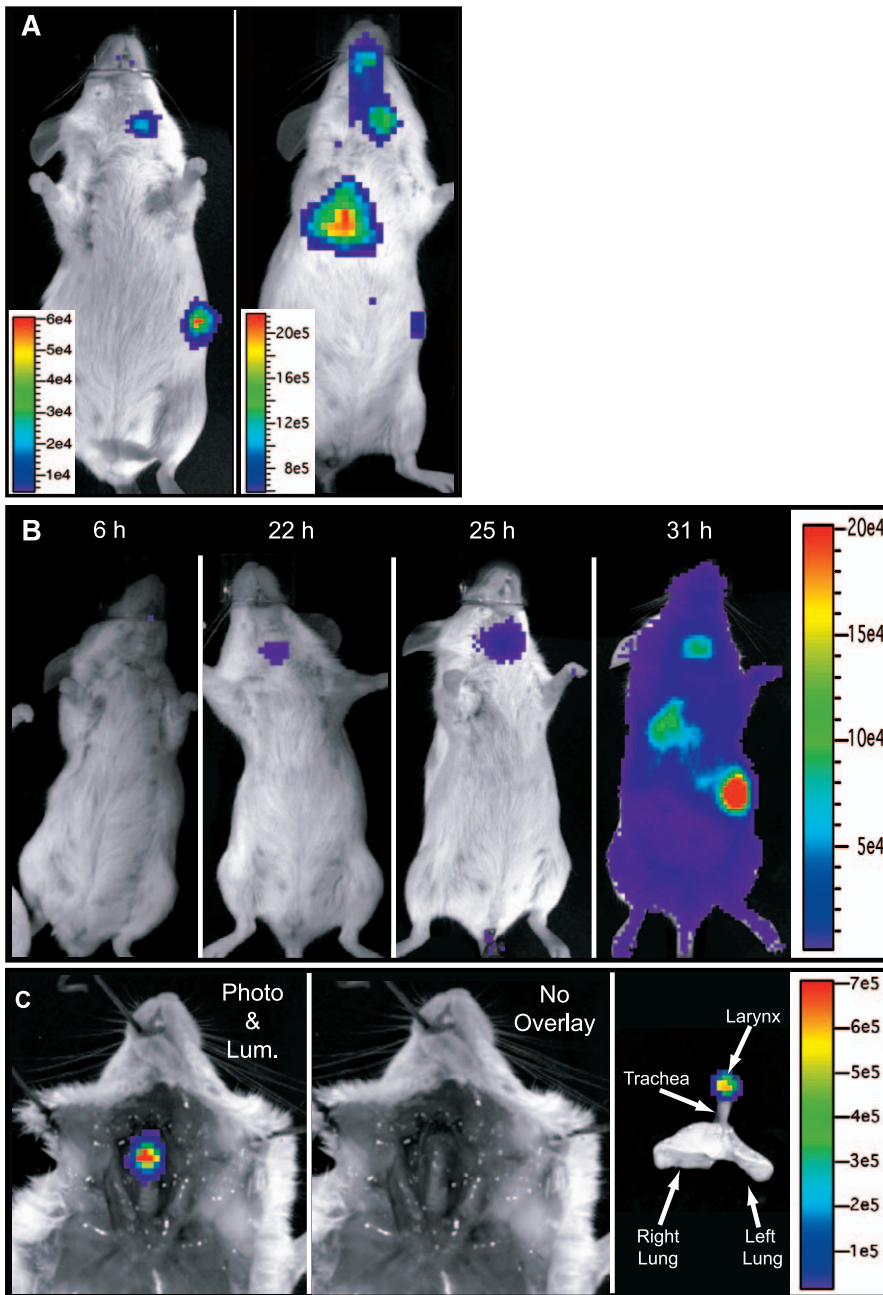 A
6e4
5e4
4e4
3e4
2e4
1e4
20e5
16e5
12e5
8e5
B
6 h
22 h
25 h
31 h
20e4
15e4
10e4
5e4
C
Photo
&
Lum.
No
Overlay
Larynx
Trachea
Right
Lung
Left
Lung
7e5
6e5
5e5
4e5
3e5
2e5
1e5